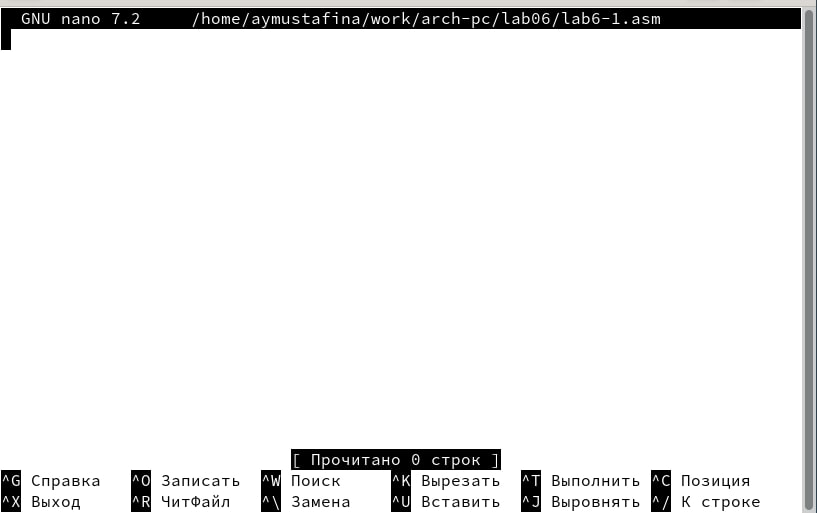 GNU nano 7.2 /home/aymustafina/work/arch-pc/lab06/lab6-1.asm
[ Прочитано 0 строк ]
^G Справка ^O Записать ^W Поиск ^K Вырезать ^T Выполнить ^C Позиция
^X Выход ^R ЧитФайл ^\ Замена ^U Вставить ^J Выровнять ^/ К строке